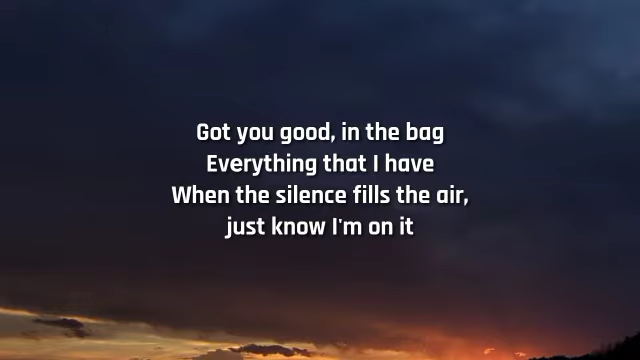 Got you good, in the bag
Everything that I have
When the silence fills the air,
just know I'm on it